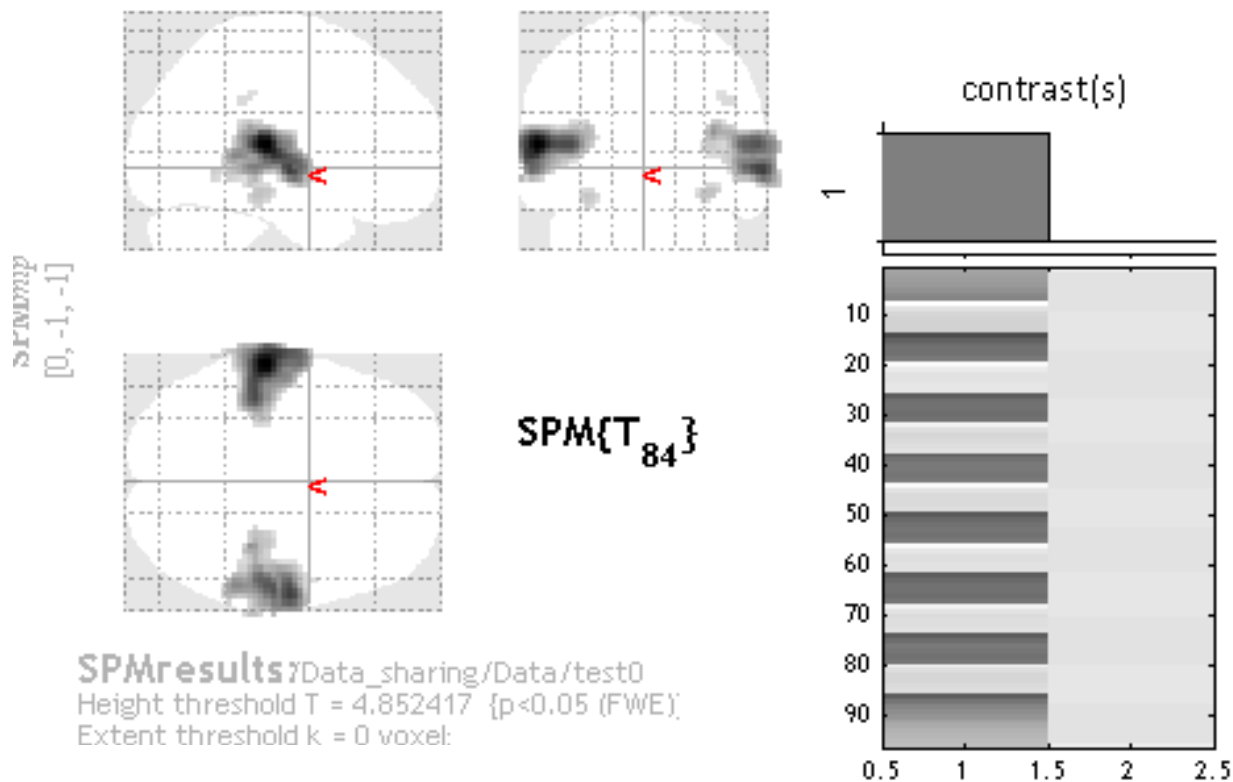 contrast(s)
1
SPMmip
[0, -1, -1]
<
<
<
SPM{T84}
10
20
30
40
50
60
70
80
90
0.5 1 1.5 2 2.5
SPMresults: /Data_sharing/Data/test0
Height threshold T = 4.852417 {p<0.05 (FWE)}
Extent threshold k = 0 voxel